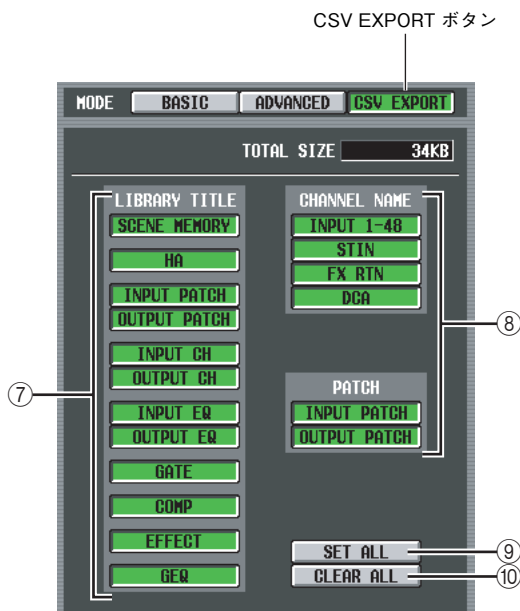 CSV EXPORT ボタン
MODE BASIC ADVANCED CSV EXPORT
TOTAL SIZE 34KB
LIBRARY TITLE
SCENE MEMORY
HA
INPUT PATCH
OUTPUT PATCH
INPUT CH
OUTPUT CH
INPUT EQ
OUTPUT EQ
GATE
COMP
EFFECT
GEQ
⑦
CHANNEL NAME
INPUT 1-48
STIN
FX RTN
DCA
PATCH
INPUT PATCH
OUTPUT PATCH
⑧
SET ALL ⑨
CLEAR ALL ⑩